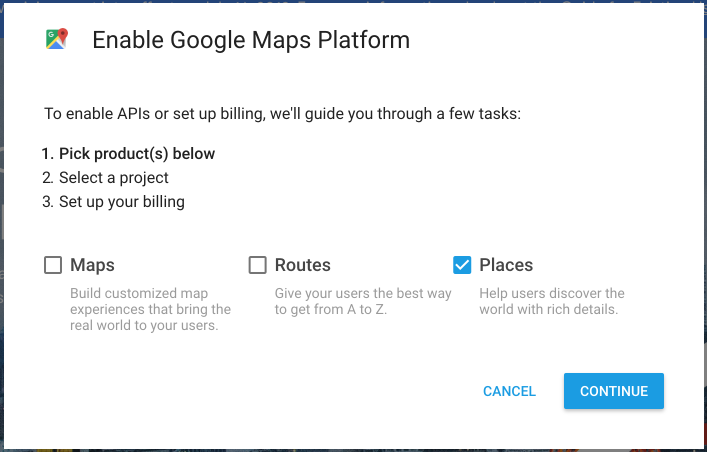 Enable Google Maps Platform
To enable APIs or set up billing, we'll guide you through a few tasks:
1. Pick product(s) below
2. Select a project
3. Set up your billing
Maps
Build customized map
experiences that bring the
real world to your users.
Routes
Give your users the best way
to get from A to Z.
Places
Help users discover the
world with rich details.
CANCEL
CONTINUE